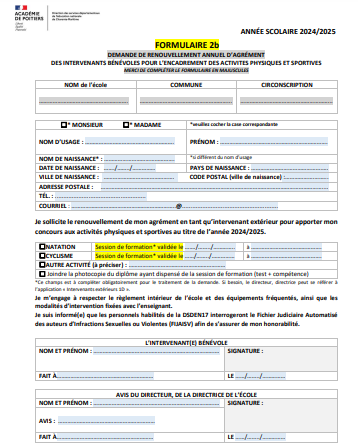 ACADÉMIE
DE POITIERS
Liberté
Égalité
Fraternité
Direction des services départementaux
de l'éducation nationale
de Charente-Maritime
ANNÉE SCOLAIRE 2024/2025
FORMULAIRE 2b
DEMANDE DE RENOUVELLEMENT ANNUEL D'AGRÉMENT
DES INTERVENANTS BÉNÉVOLES POUR L'ENCADREMENT DES ACTIVITES PHYSIQUES ET SPORTIVES
MERCI DE COMPLÉTER LE FORMULAIRE EN MAJUSCULES
NOM de l'école COMMUNE CIRCONSCRIPTION
* MONSIEUR * MADAME *veuillez cocher la case correspondante
NOM D'USAGE : PRÉNOM :
NOM DE NAISSANCE* : *si différent du nom d'usage
DATE DE NAISSANCE : ....../....../...... PAYS DE NAISSANCE :
VILLE DE NAISSANCE : CODE POSTAL (ville de naissance) :
ADRESSE POSTALE :
TÉL. :
COURRIEL : @
Je sollicite le renouvellement de mon agrément en tant qu'intervenant extérieur pour apporter mon
concours aux activités physiques et sportives au titre de l'année 2024/2025.
NATATION Session de formation* validée le ....../....../...... à
CYCLISME Session de formation* validée le ....../....../...... à
AUTRE ACTIVITÉ (à préciser) :
Joindre la photocopie du diplôme ayant dispensé de la session de formation (test + compétence)
*Ce champs est à compléter obligatoirement pour le traitement de la demande. Si besoin, le directeur, directrice peut se référer à
l'application « Intervenants extérieurs 1D ».
Je m'engage à respecter le règlement intérieur de l'école et des équipements fréquentés, ainsi que les
modalités d'intervention fixées avec l'enseignant.
Je suis informé(e) que les personnels habilités de la DSDEN17 interrogeront le Fichier Judiciaire Automatisé
des auteurs d'Infractions Sexuelles ou Violentes (FIJAISV) afin de s'assurer de mon honorabilité.
L'INTERVENANT(E) BÉNÉVOLE
NOM ET PRÉNOM : SIGNATURE :
FAIT À LE ....../....../......
AVIS DU DIRECTEUR, DE LA DIRECTRICE DE L'ÉCOLE
NOM ET PRÉNOM : SIGNATURE :
AVIS :
FAIT À LE ....../....../......